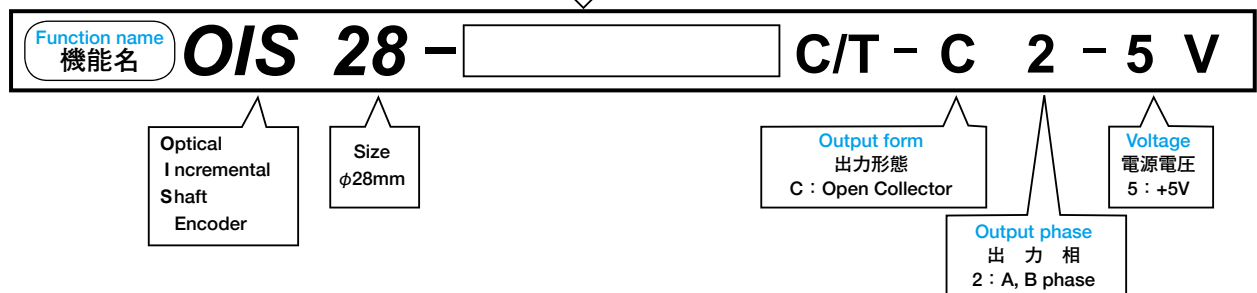 Function name
機能名
OIS 28 – C/T – C 2 – 5 V
Optical
Incremental
Shaft
Encoder
Size
φ28mm
Output form
出力形態
C：Open Collector
Output phase
出 力 相
2：A, B phase
Voltage
電源電圧
5：+5V